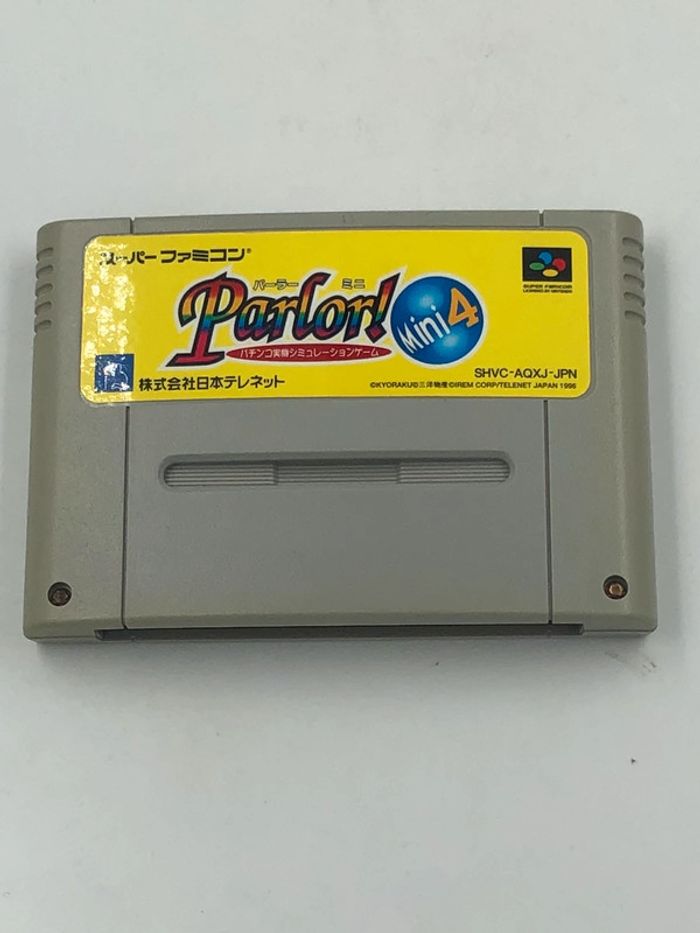 スーパーファミコン®
パーラー ミニ
Parlor! Mini 4
パチンコ実機シミュレーションゲーム
SUPER FAMICOM
LICENSED BY NINTENDO
SHVC-AQXJ-JPN
株式会社日本テレネット
©KYORAKU©三洋物産©IREM CORP/TELENET JAPAN 1996